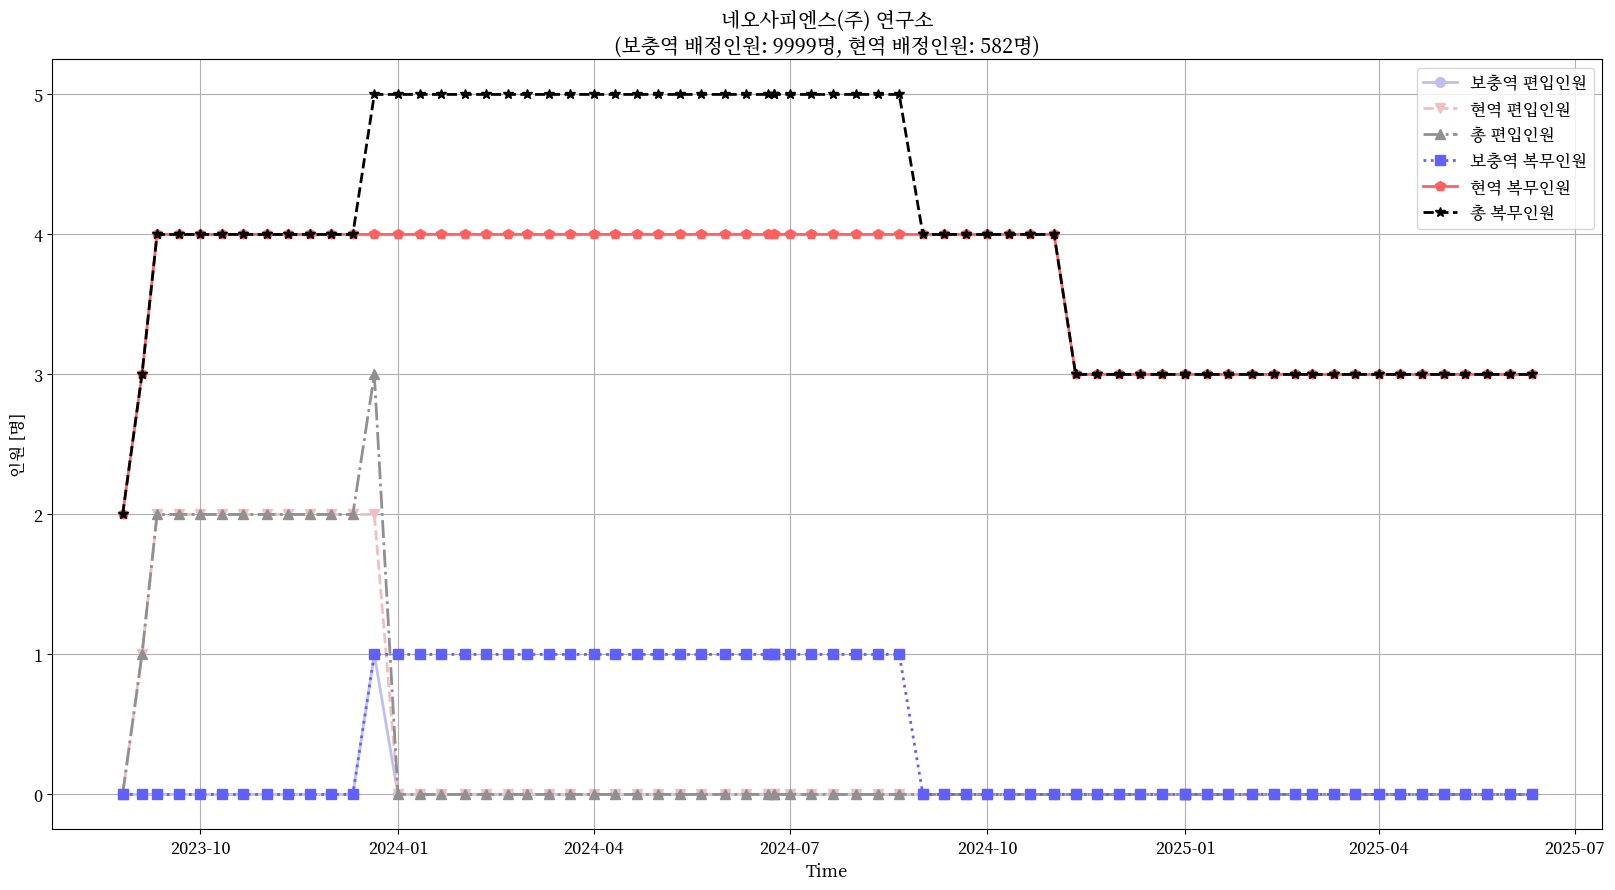 네오사피엔스(주) 연구소
(보충역 배정인원: 9999명, 현역 배정인원: 582명)
보충역 편입인원
현역 편입인원
총 편입인원
보충역 복무인원
현역 복무인원
총 복무인원
인원 [명]
5
4
3
2
1
0
2023-10
2024-01
2024-04
2024-07
2024-10
2025-01
2025-04
2025-07
Time